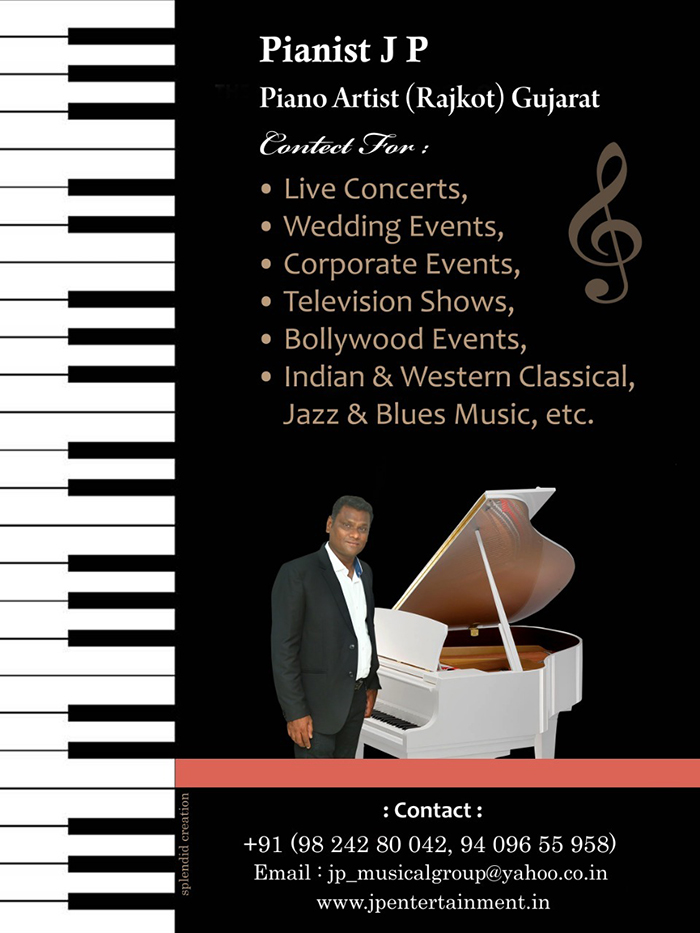 Pianist J P
Piano Artist (Rajkot) Gujarat
Contect For :
• Live Concerts,
• Wedding Events,
• Corporate Events,
• Television Shows,
• Bollywood Events,
• Indian & Western Classical,
Jazz & Blues Music, etc.
splendid creation
: Contact :
+91 (98 242 80 042, 94 096 55 958)
Email : jp_musicalgroup@yahoo.co.in
www.jpentertainment.in